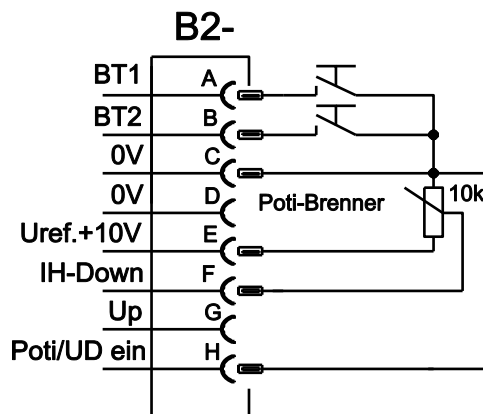 B2-
BT1 A
BT2 B
0V C
0V D
Poti-Brenner 10k
Uref.+10V E
IH-Down F
Up G
Poti/UD ein H